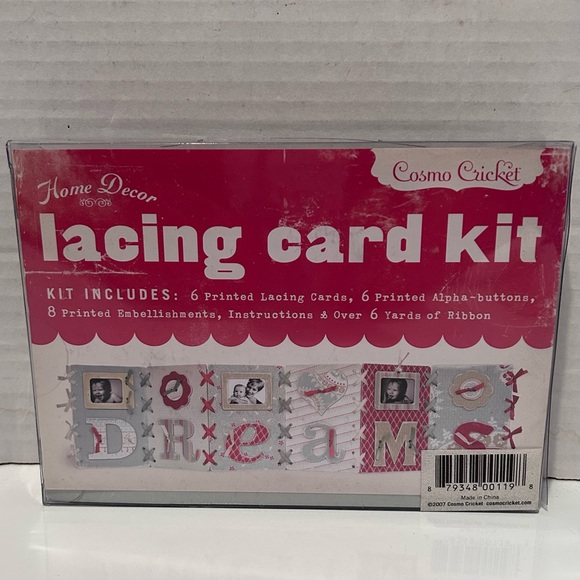 Home Decor
Cosmo Cricket
lacing card kit
KIT INCLUDES: 6 Printed Lacing Cards, 6 Printed Alpha~buttons,
8 Printed Embellishments, Instructions & Over 6 Yards of Ribbon
DREAMS
8 79348 00119 8
Made in China
©2007 Cosmo Cricket cosmocricket.com